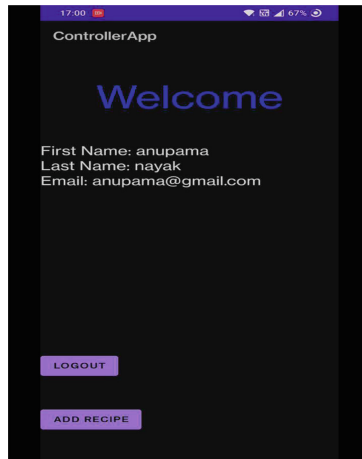 17:00 67%
ControllerApp
Welcome
First Name: anupama
Last Name: nayak
Email: anupama@gmail.com
LOGOUT
ADD RECIPE